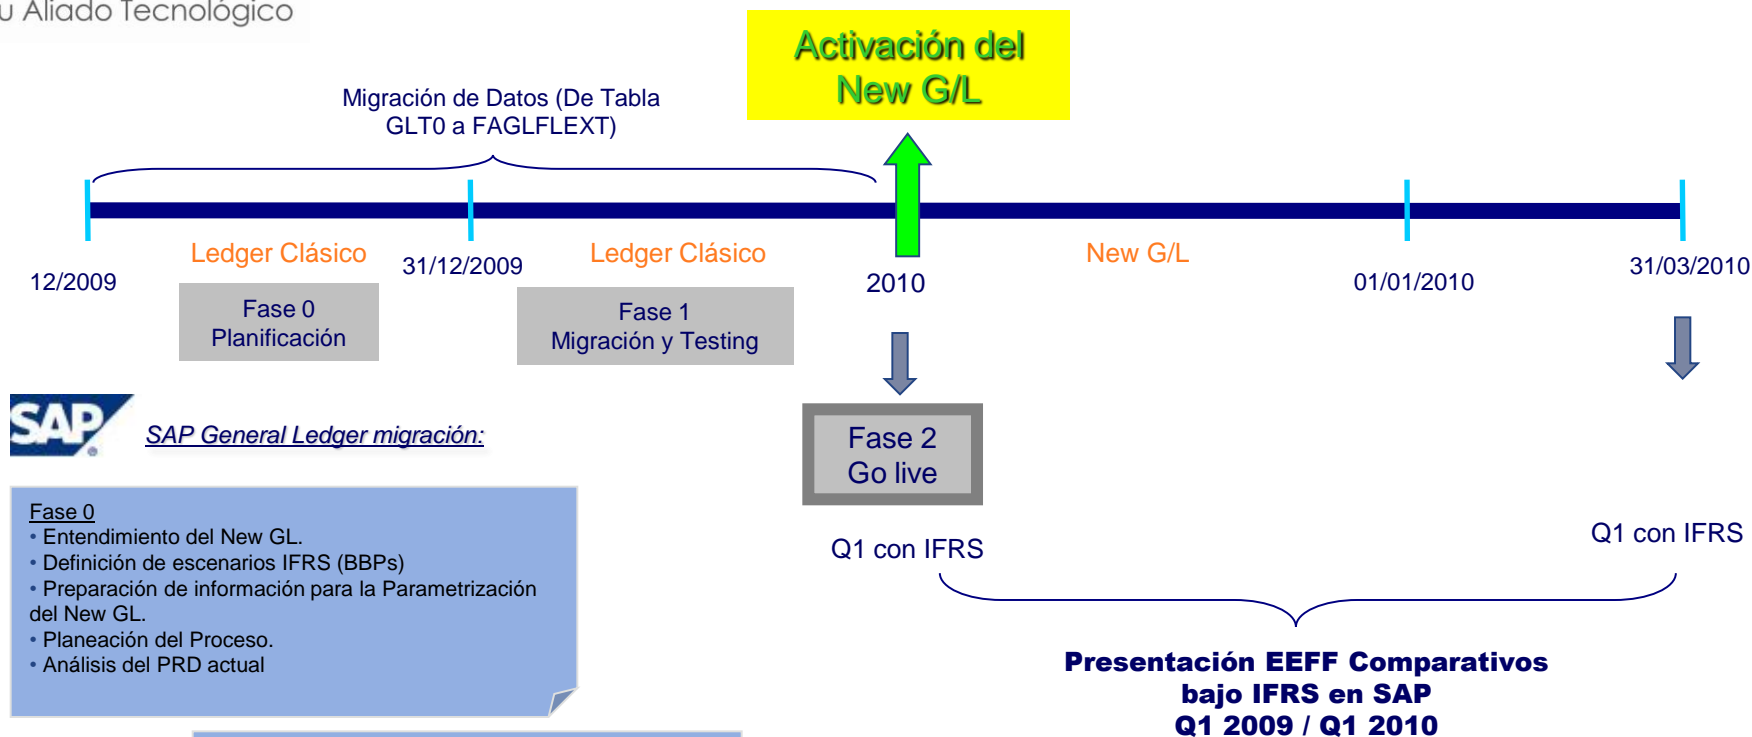 Aliado Tecnológico
Activación del
New G/L
Migración de Datos (De Tabla
GLT0 a FAGLFLEXT)
Ledger Clásico
Ledger Clásico
New G/L
12/2009
31/12/2009
2010
01/01/2010
31/03/2010
Fase 0
Planificación
Fase 1
Migración y Testing
SAP
SAP General Ledger migración:
Fase 2
Go live
Fase 0
• Entendimiento del New GL.
• Definición de escenarios IFRS (BBPs)
• Preparación de información para la Parametrización
del New GL.
• Planeación del Proceso.
• Análisis del PRD actual
Q1 con IFRS
Q1 con IFRS
Presentación EEFF Comparativos
bajo IFRS en SAP
Q1 2009 / Q1 2010